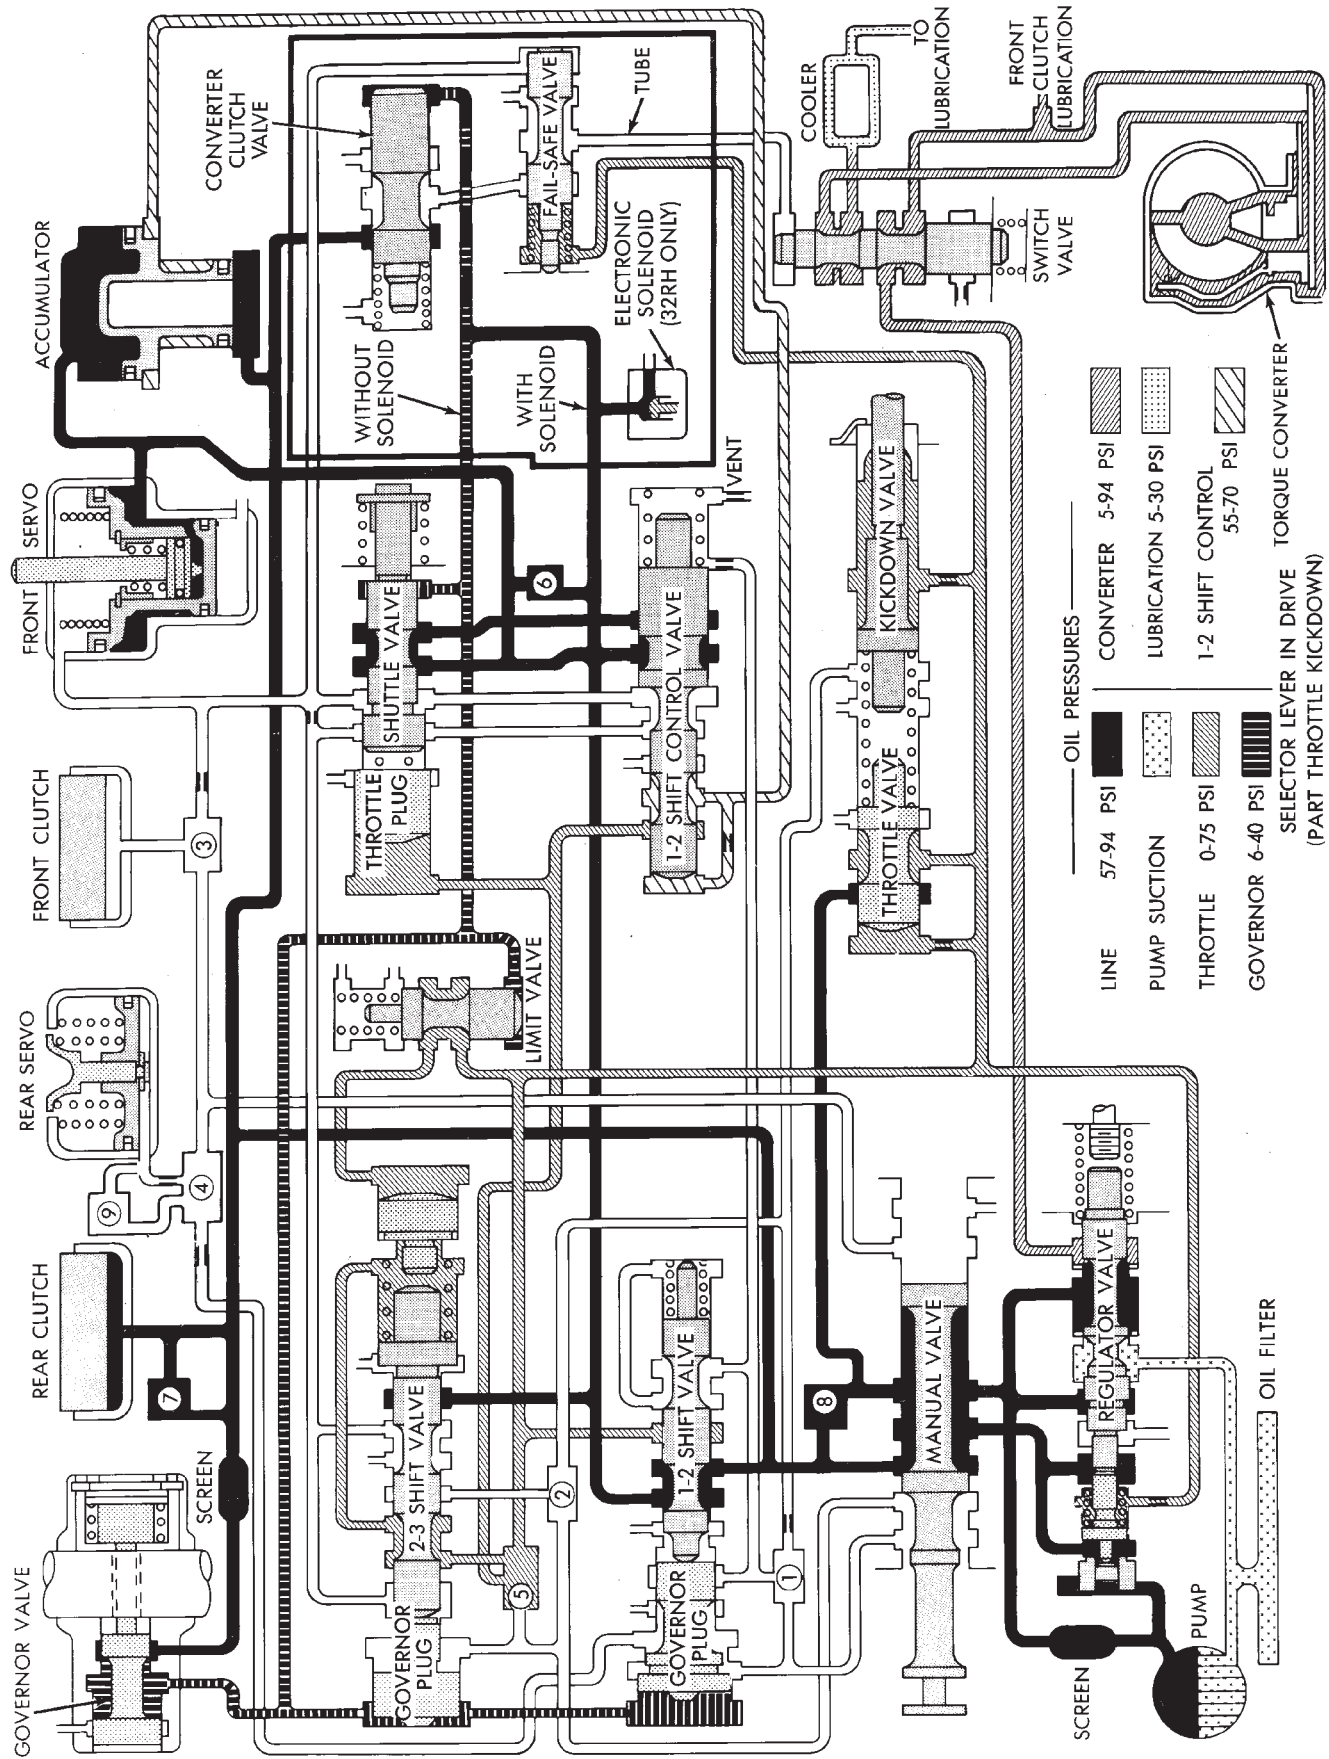 GOVERNOR VALVE
REAR CLUTCH
REAR SERVO
FRONT CLUTCH
FRONT SERVO
ACCUMULATOR
CONVERTER
CLUTCH
VALVE
SCREEN
7
9
4
3
WITHOUT
SOLENOID
FAIL-SAFE VALVE
TUBE
GOVERNOR
PLUG
2-3 SHIFT VALVE
LIMIT VALVE
THROTTLE
PLUG
SHUTTLE VALVE
6
WITH
SOLENOID
ELECTRONIC
SOLENOID
(32RH ONLY)
5
2
GOVERNOR
PLUG
1-2 SHIFT VALVE
1-2 SHIFT CONTROL VALVE
VENT
1
8
COOLER
TO
LUBRICATION
FRONT
CLUTCH
LUBRICATION
THROTTLE VALVE
KICKDOWN VALVE
SWITCH
VALVE
MANUAL VALVE
REGULATOR VALVE
SCREEN
PUMP
OIL FILTER
TORQUE CONVERTER
OIL PRESSURES
LINE 57-94 PSI
PUMP SUCTION
THROTTLE 0-75 PSI
GOVERNOR 6-40 PSI
CONVERTER 5-94 PSI
LUBRICATION 5-30 PSI
1-2 SHIFT CONTROL
55-70 PSI
SELECTOR LEVER IN DRIVE
(PART THROTTLE KICKDOWN)